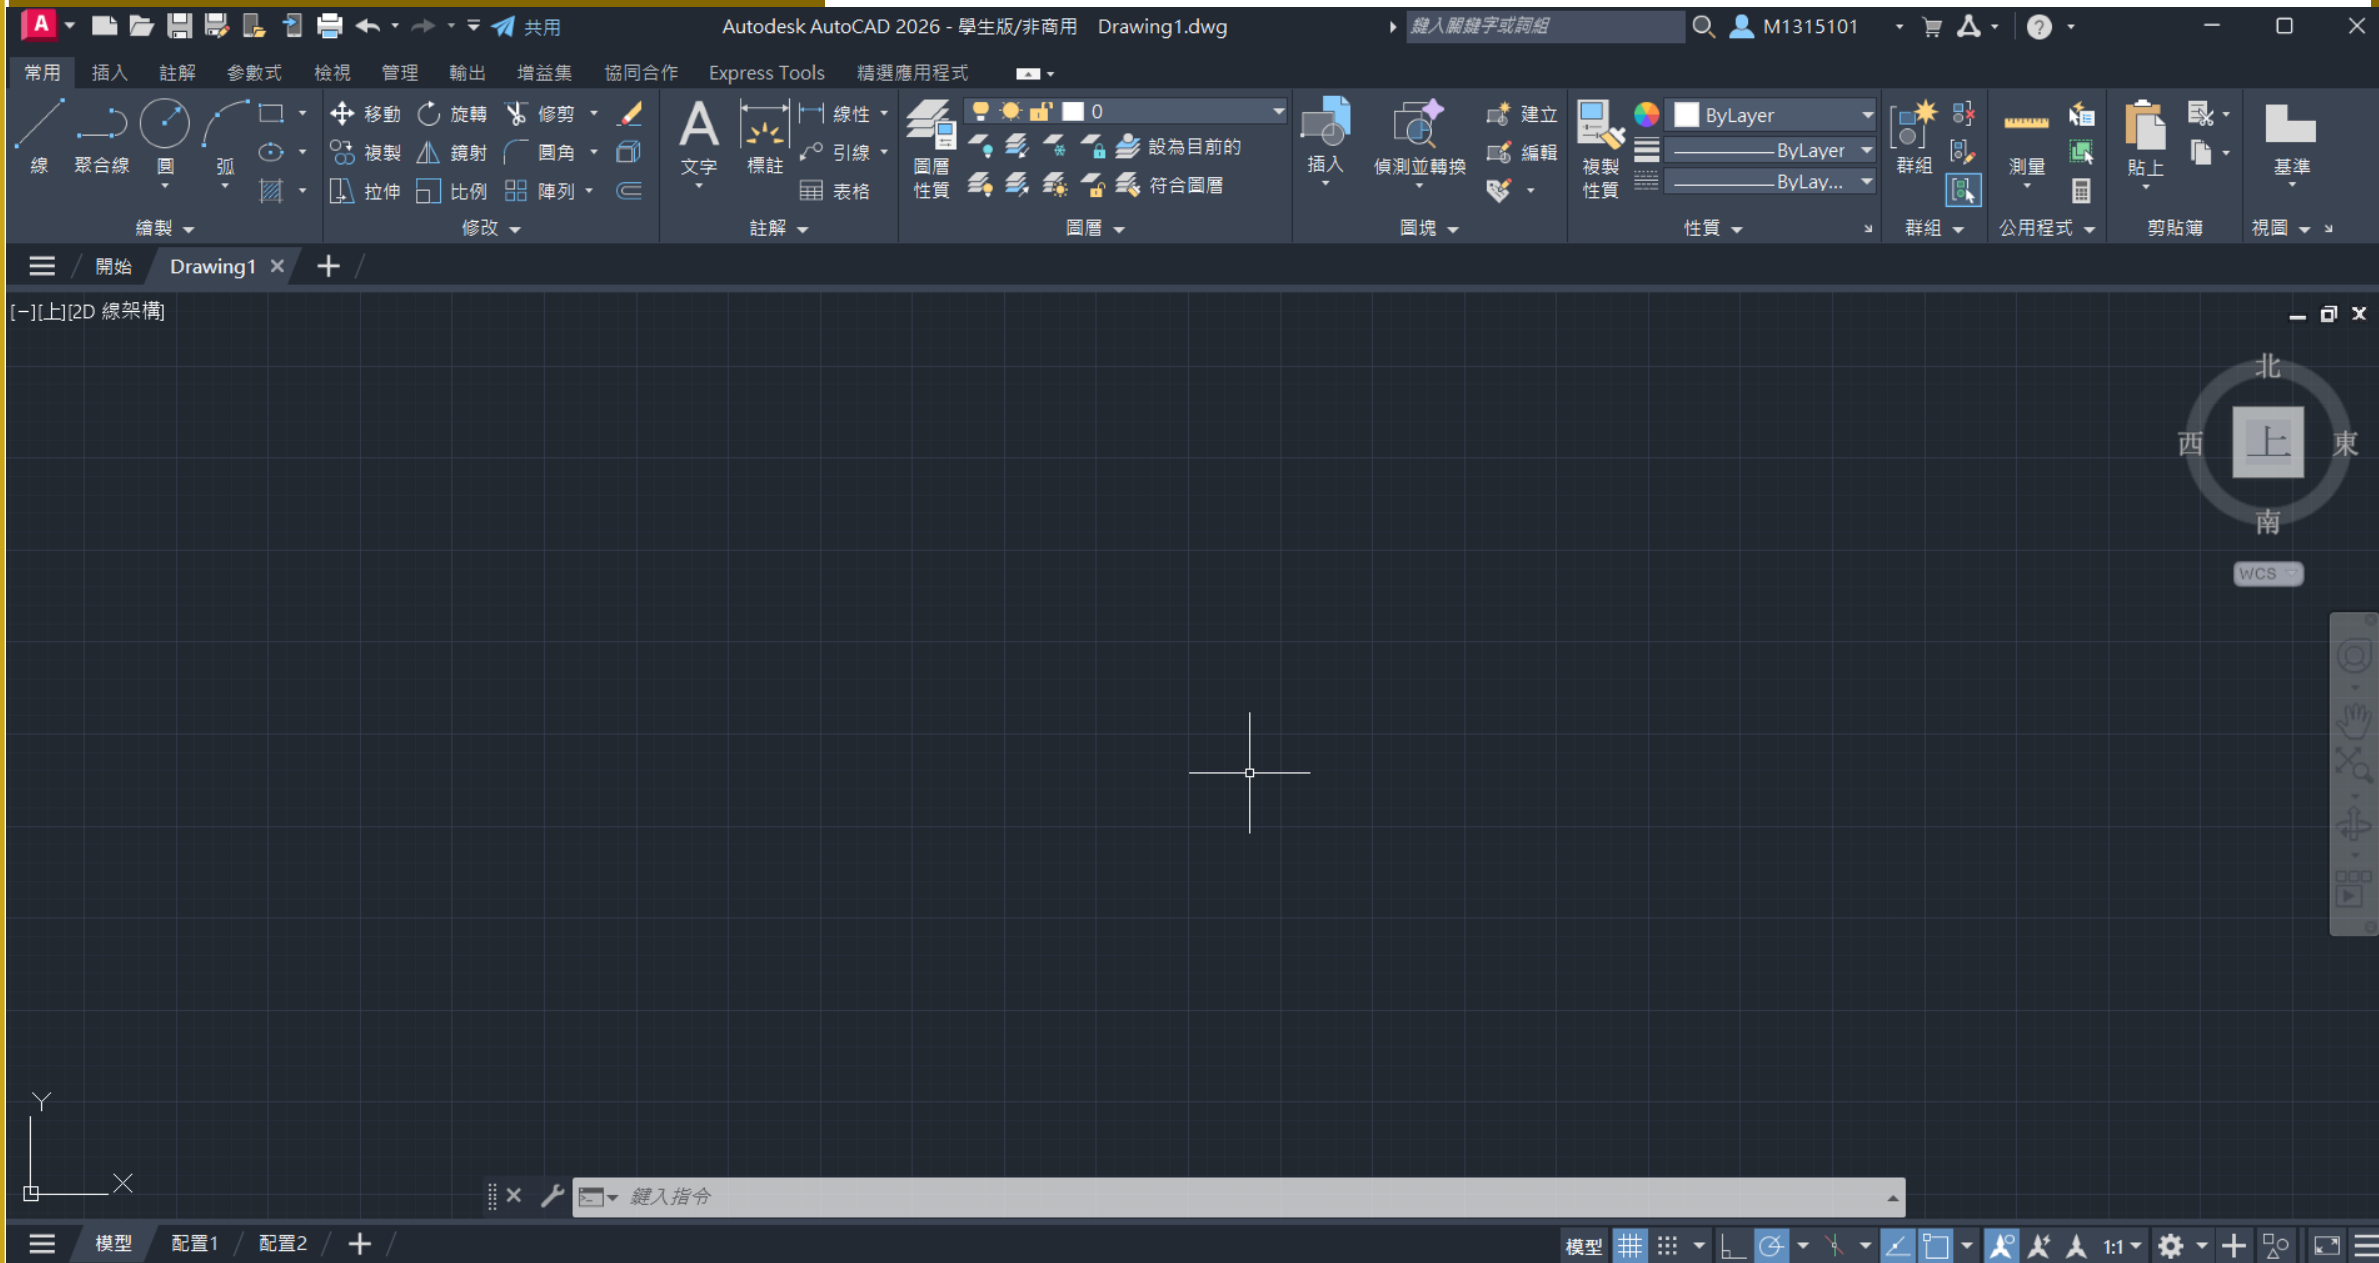 A 共用 Autodesk AutoCAD 2026 - 學生版/非商用 Drawing1.dwg 鍵入關鍵字或詞組 M1315101
常用 插入 註解 參數式 檢視 管理 輸出 增益集 協同合作 Express Tools 精選應用程式
移動 旋轉 修剪 線性 0 建立 ByLayer
線 聚合線 圓 弧 複製 鏡射 圓角 文字 標註 引線 圖層 設為目前的 插入 偵測並轉換 編輯 複製 ByLayer 群組 測量 貼上 基準
拉伸 比例 陣列 表格 性質 符合圖層 性質 ByLay...
繪製 修改 註解 圖層 圖塊 性質 群組 公用程式 剪貼簿 視圖
開始 Drawing1
[−][上][2D 線架構]
北
西 上 東
南
WCS
Y
X
鍵入指令
模型 配置1 配置2 模型 1:1